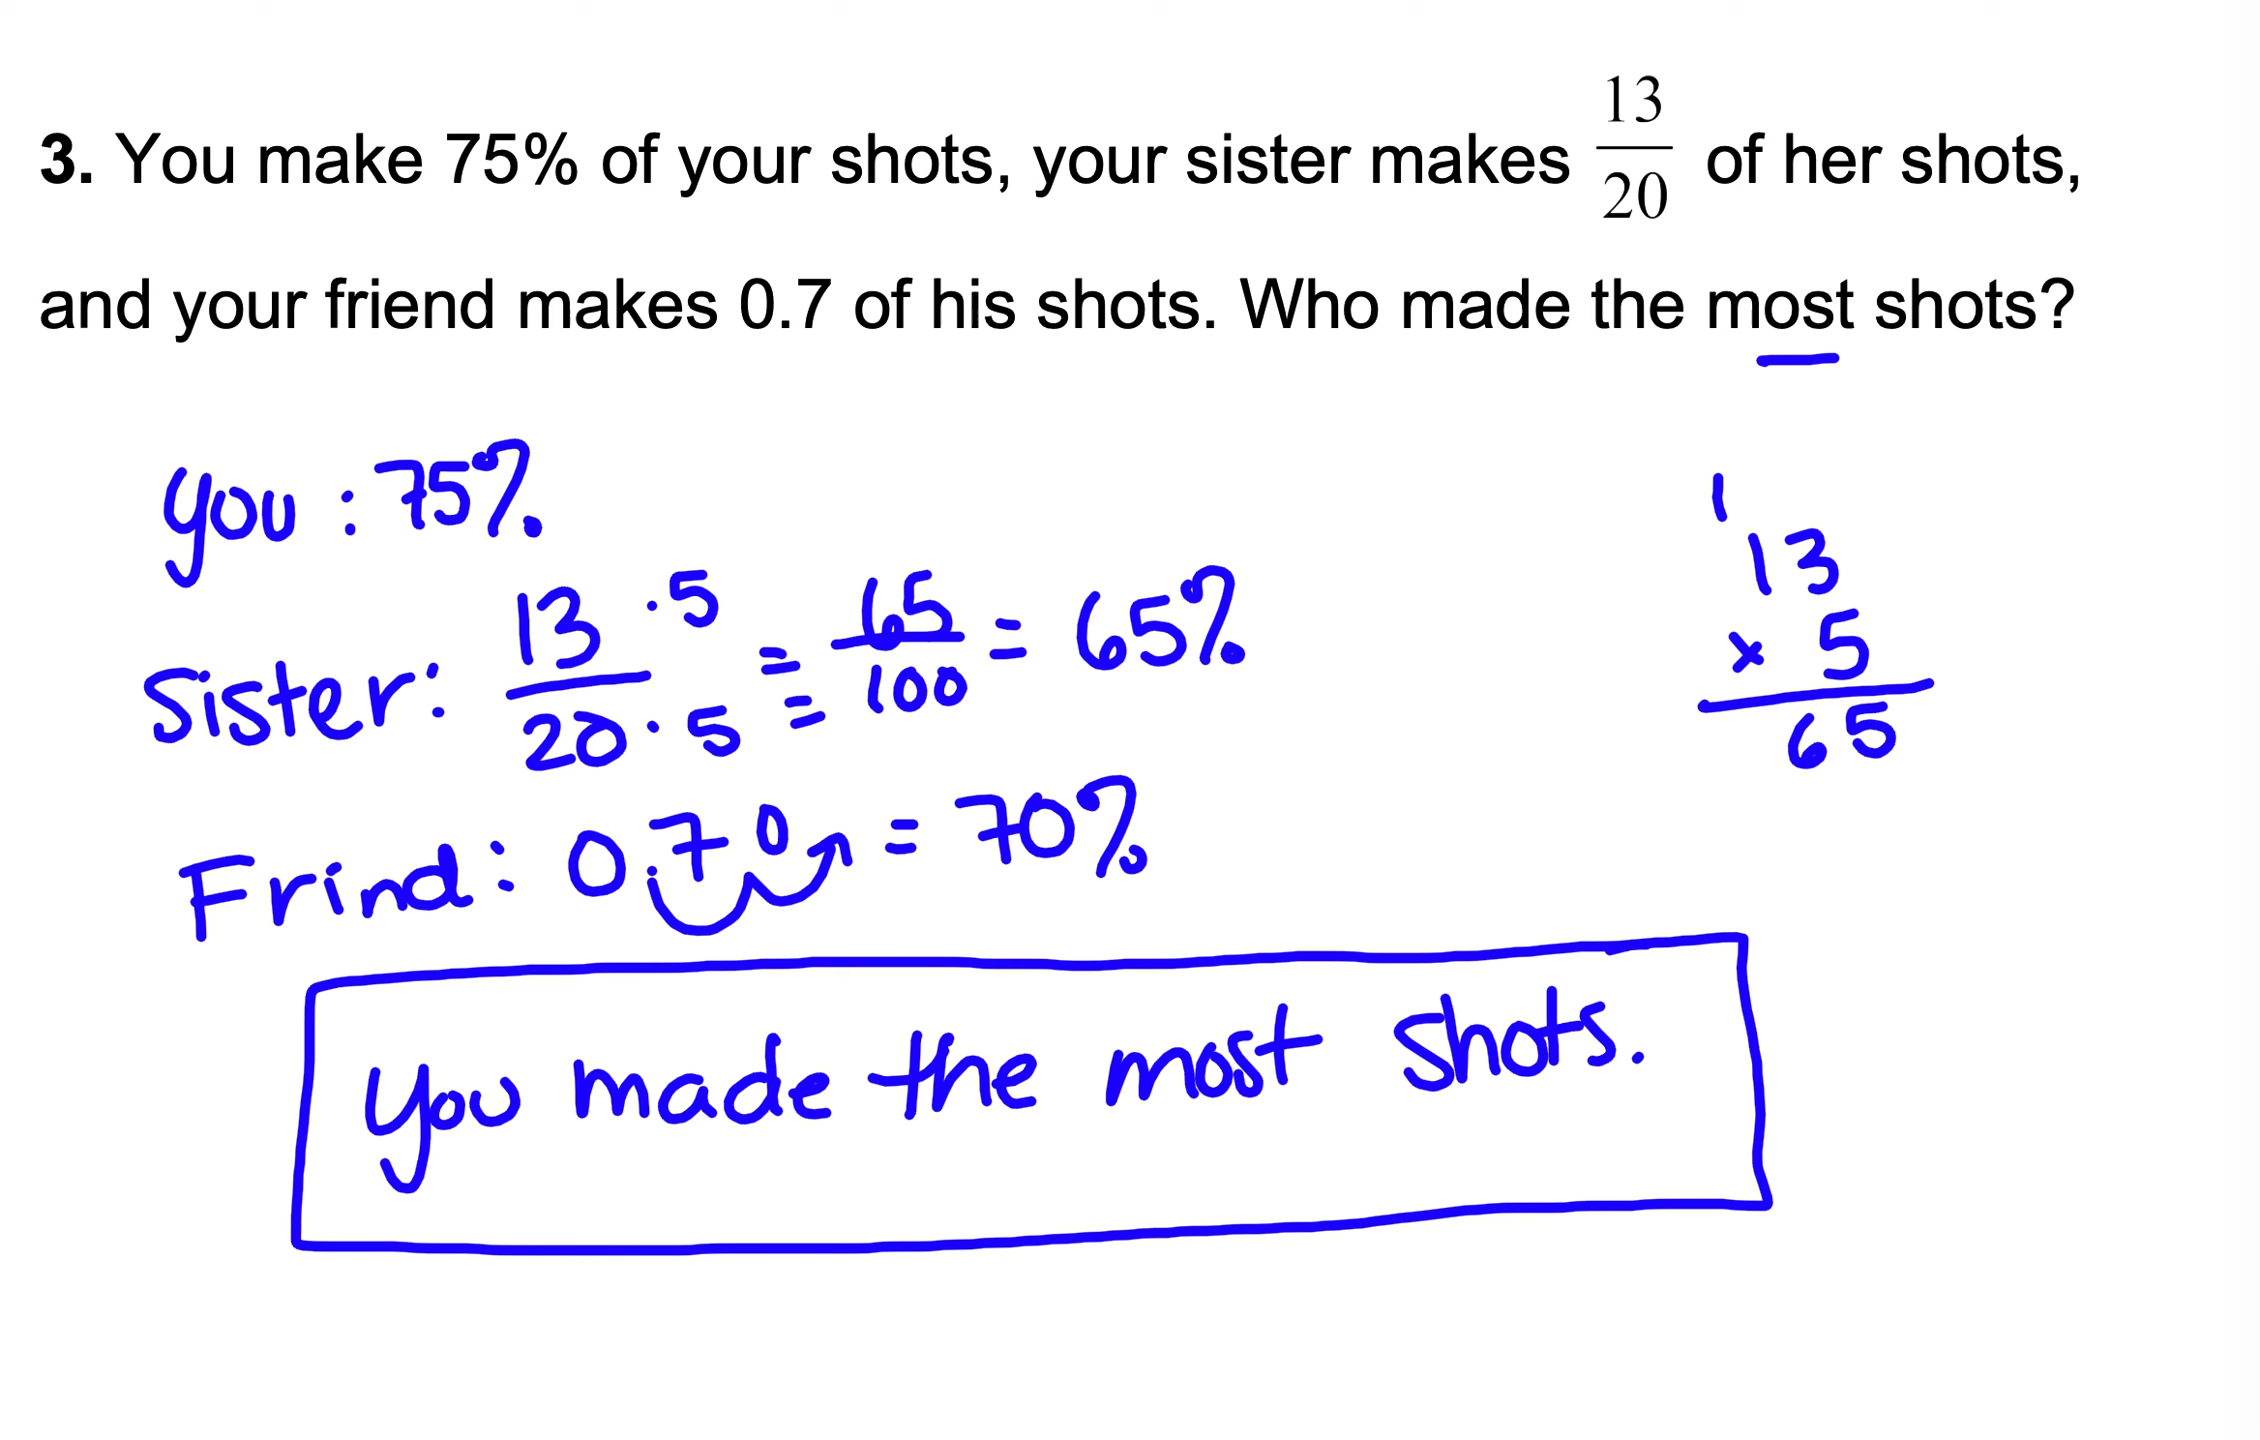 3. You make 75% of your shots, your sister makes 13/20 of her shots,
and your friend makes 0.7 of his shots. Who made the most shots?
you : 75%
Sister: 13 · 5 / 20 · 5 = = 65/100 = 65%
Frind: 0.70 = 70%
you made the most shots.
1
13
× 5
65